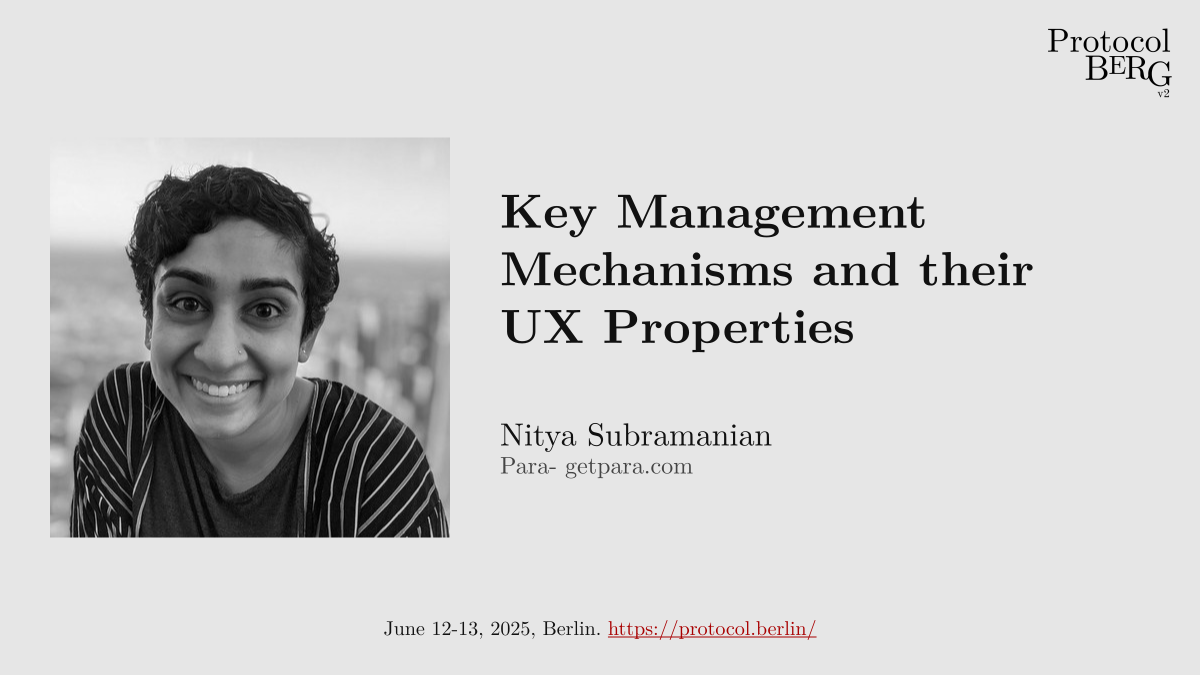 Protocol
BERG
v2
Key Management
Mechanisms and their
UX Properties
Nitya Subramanian
Para- getpara.com
June 12-13, 2025, Berlin. https://protocol.berlin/